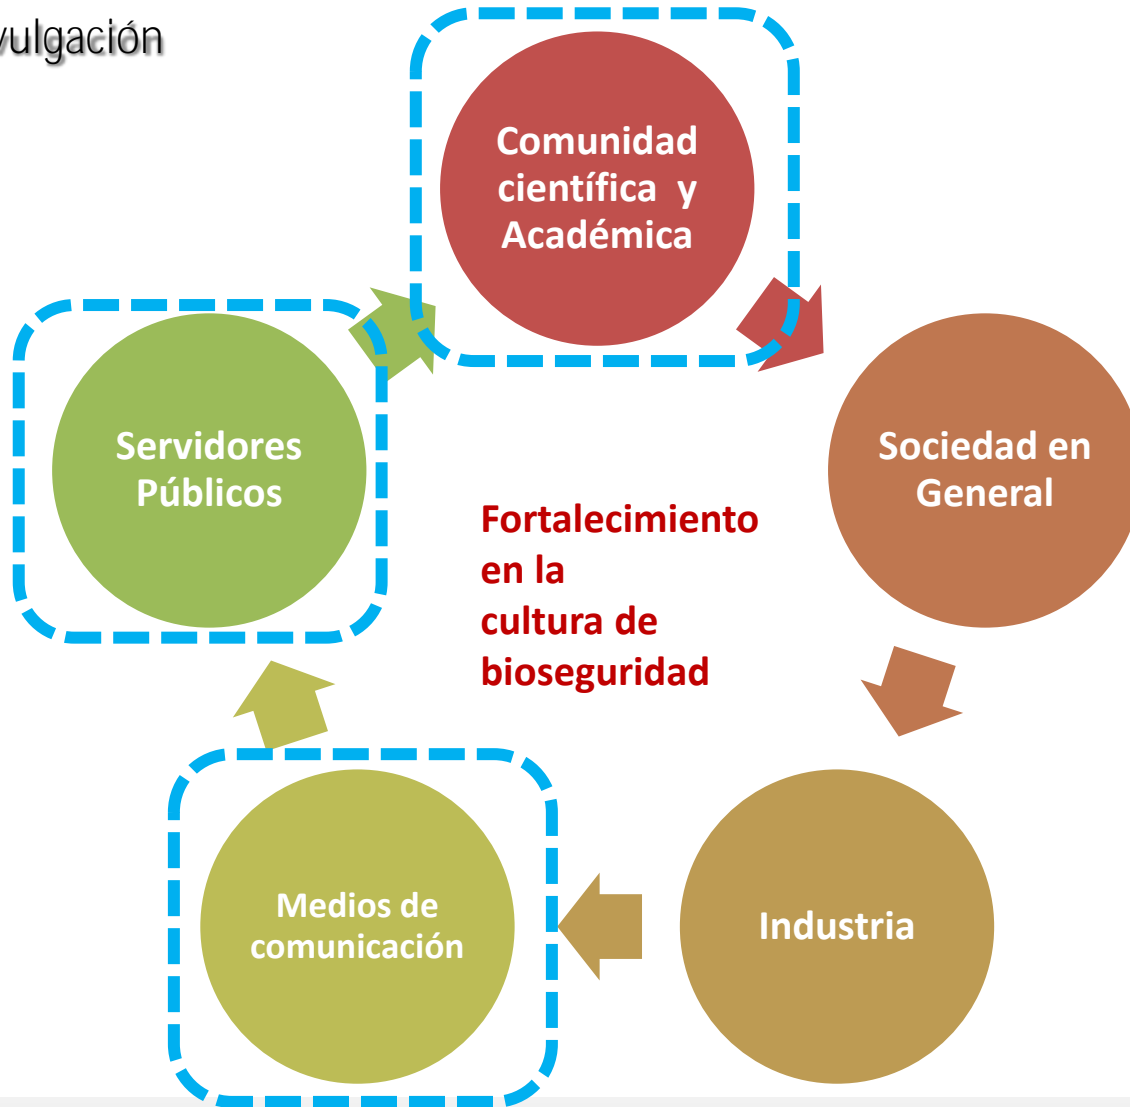 vulgación
Comunidad
científica y
Académica
Servidores
Públicos
Sociedad en
General
Fortalecimiento
en la
cultura de
bioseguridad
Medios de
comunicación
Industria